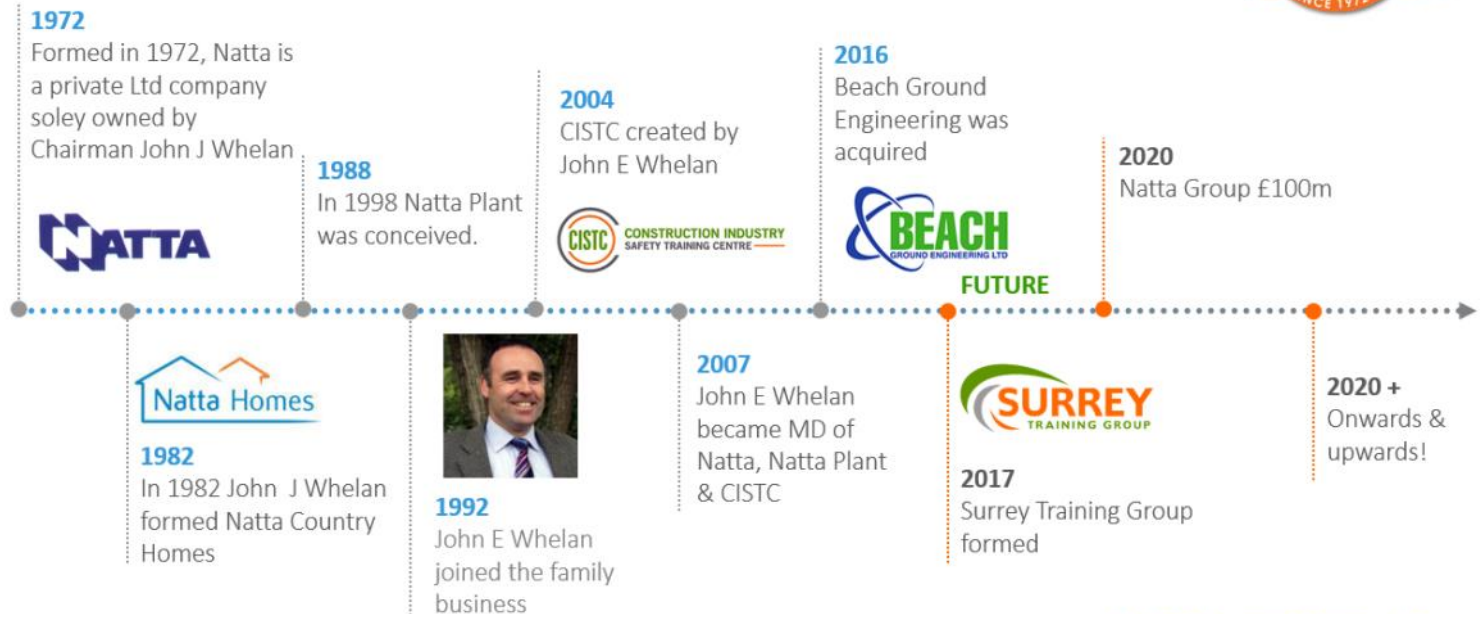 SINCE 1972
1972
Formed in 1972, Natta is
a private Ltd company
soley owned by
Chairman John J Whelan
NATTA
Natta Homes
1982
In 1982 John J Whelan
formed Natta Country
Homes
1988
In 1998 Natta Plant
was conceived.
1992
John E Whelan
joined the family
business
2004
CISTC created by
John E Whelan
CISTC
CONSTRUCTION INDUSTRY
SAFETY TRAINING CENTRE
2007
John E Whelan
became MD of
Natta, Natta Plant
& CISTC
2016
Beach Ground
Engineering was
acquired
BEACH
GROUND ENGINEERING LTD
FUTURE
SURREY
TRAINING GROUP
2017
Surrey Training Group
formed
2020
Natta Group £100m
2020 +
Onwards &
upwards!